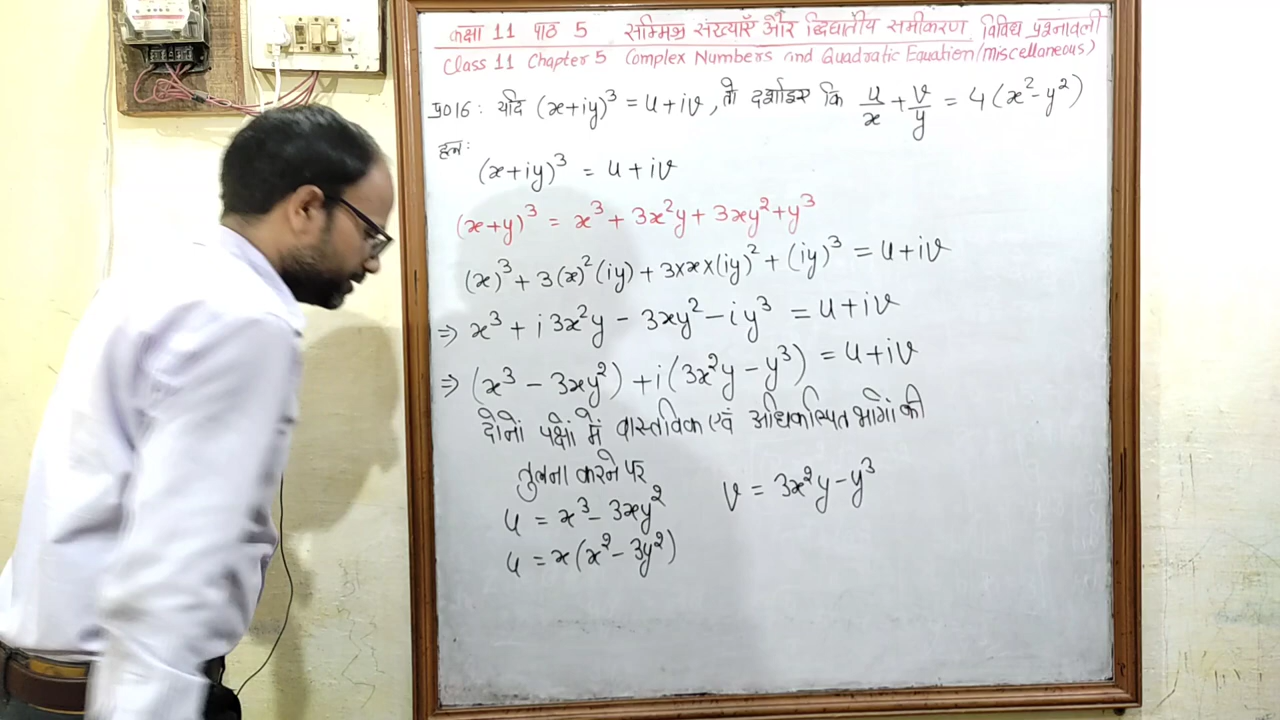 कक्षा 11 पाठ 5 सम्मिश्र संख्याएँ और द्विघातीय समीकरण विविध प्रश्नावली
Class 11 Chapter 5 Complex Numbers and Quadratic Equation (Miscellaneous)
प्र016: यदि (x+iy)³ = u+iv, तो दर्शाइए कि u/x + v/y = 4(x²-y²)
हल:
(x+iy)³ = u+iv
(x+y)³ = x³ + 3x²y + 3xy² + y³
(x)³ + 3(x)²(iy) + 3×x×(iy)² + (iy)³ = u+iv
⇒ x³ + i3x²y - 3xy² - iy³ = u+iv
⇒ (x³ - 3xy²) + i(3x²y - y³) = u+iv
दोनों पक्षों में वास्तविक एवं अधिकल्पित भागों की
तुलना करने पर
u = x³ - 3xy² v = 3x²y - y³
u = x(x² - 3y²)